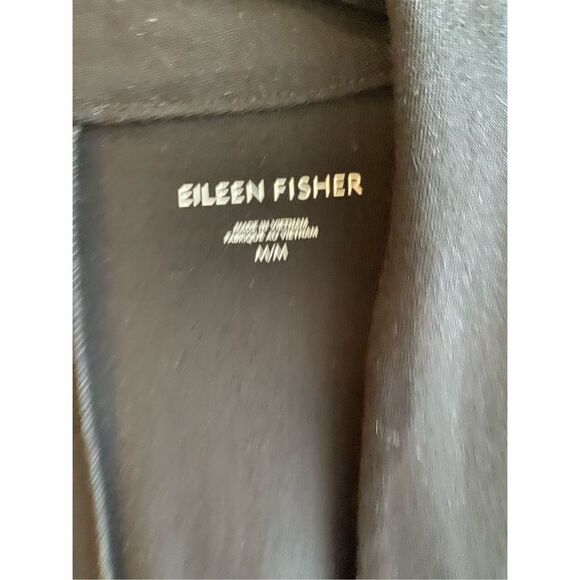 EILEEN FISHER
MADE IN VIETNAM
FABRIQUÉ AU VIETNAM
M/M